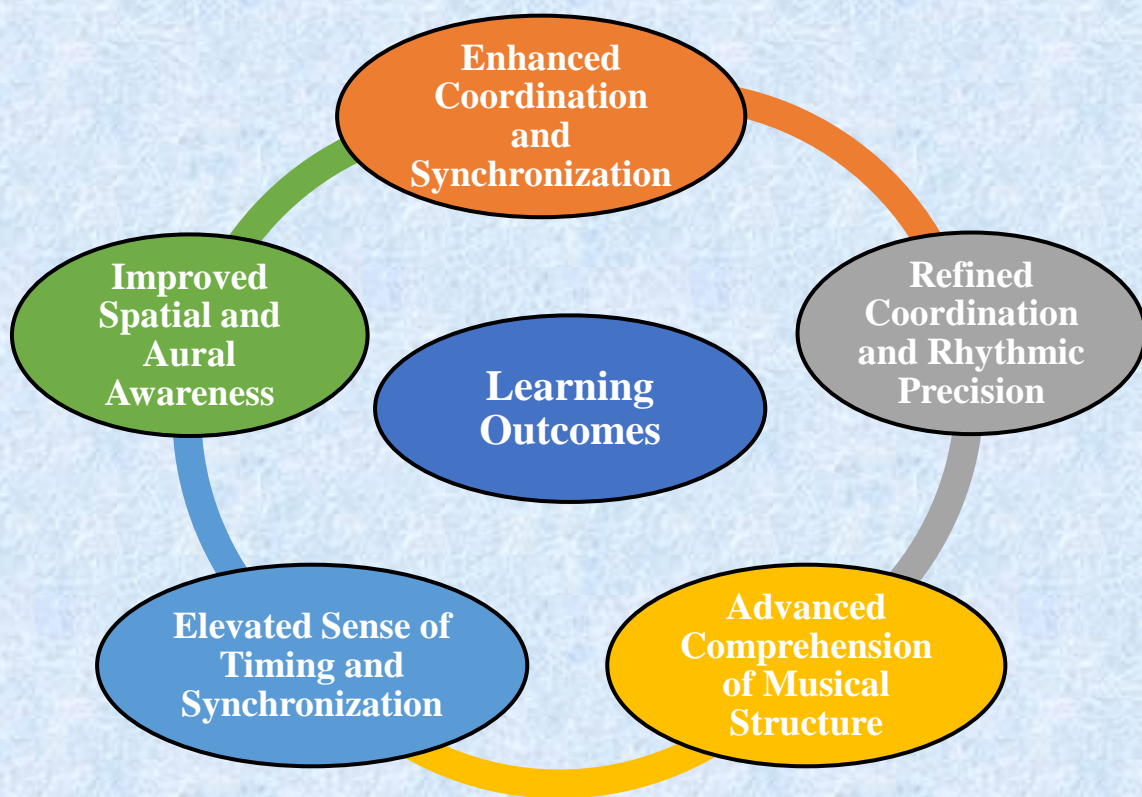 Enhanced
Coordination
and
Synchronization
Refined
Coordination
and Rhythmic
Precision
Advanced
Comprehension
of Musical
Structure
Elevated Sense of
Timing and
Synchronization
Improved
Spatial and
Aural
Awareness
Learning
Outcomes